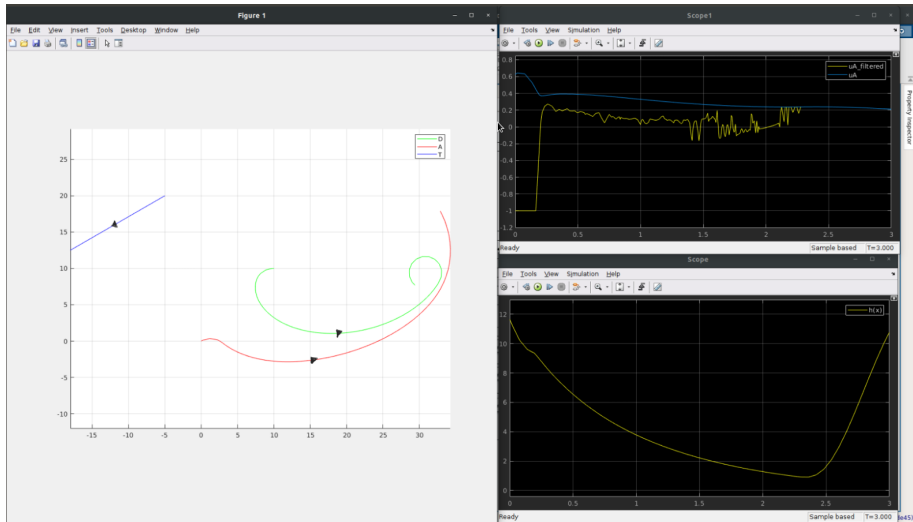 Figure 1
File Edit View Insert Tools Desktop Window Help
D
A
T
25
20
15
10
5
0
-5
-10
-15 -10 -5 0 5 10 15 20 25 30
Scope1
File Tools View Simulation Help
uA_filtered
uA
0.8
0.6
0.4
0.2
0
-0.2
-0.4
-0.6
-0.8
-1
-1.2
0 0.5 1 1.5 2 2.5 3
Ready Sample based T=3.000
Scope
File Tools View Simulation Help
h(x)
12
10
8
6
4
2
0
0 0.5 1 1.5 2 2.5 3
Ready Sample based T=3.000
Property Inspector
de45)